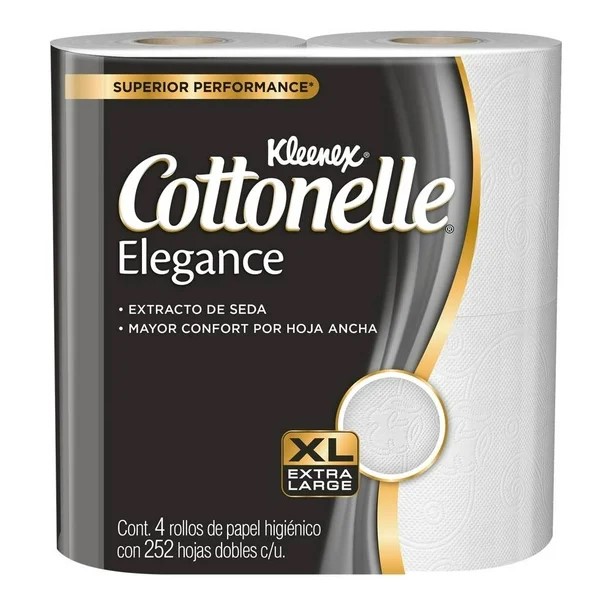 SUPERIOR PERFORMANCE*
Kleenex®
Cottonelle®
Elegance
• EXTRACTO DE SEDA
• MAYOR CONFORT POR HOJA ANCHA
XL
EXTRA
LARGE
Cont. 4 rollos de papel higiénico
con 252 hojas dobles c/u.